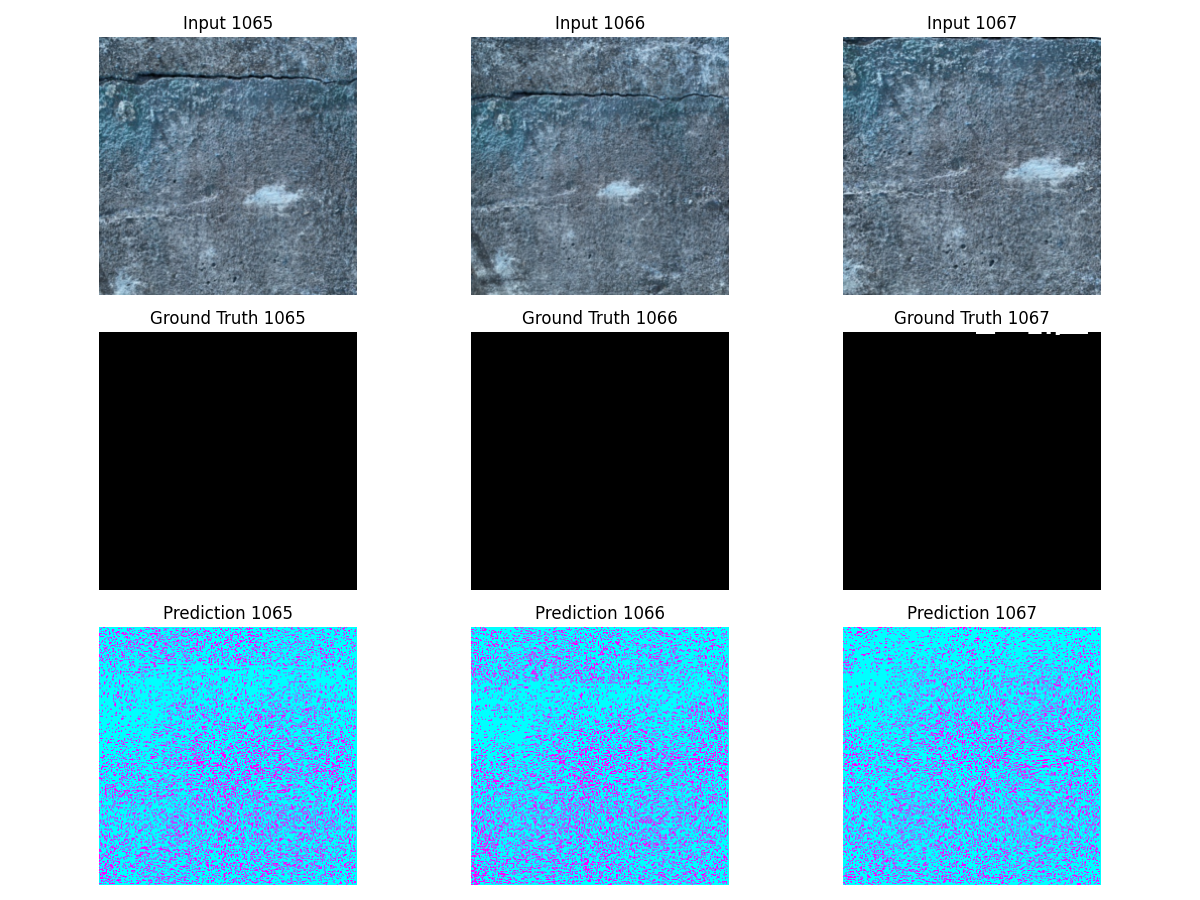 Input 1065
Input 1066
Input 1067
Ground Truth 1065
Ground Truth 1066
Ground Truth 1067
Prediction 1065
Prediction 1066
Prediction 1067